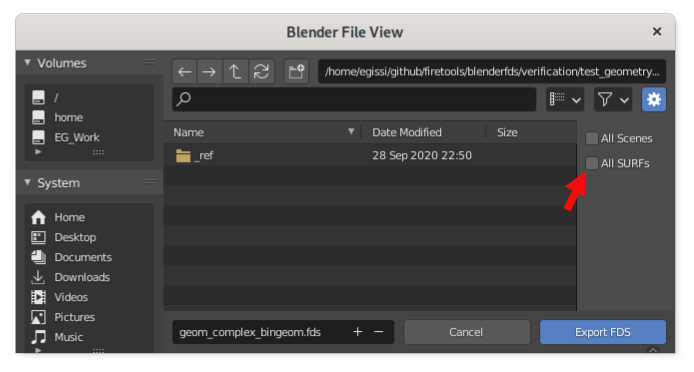 Blender File View
Volumes
/home/egissi/github/firetools/blenderfds/verification/test_geometry...
/
home
EG_Work
Name Date Modified Size
All Scenes
_ref 28 Sep 2020 22:50
All SURFs
System
Home
Desktop
Documents
Downloads
Videos
Pictures
Music
geom_complex_bingeom.fds + − Cancel Export FDS